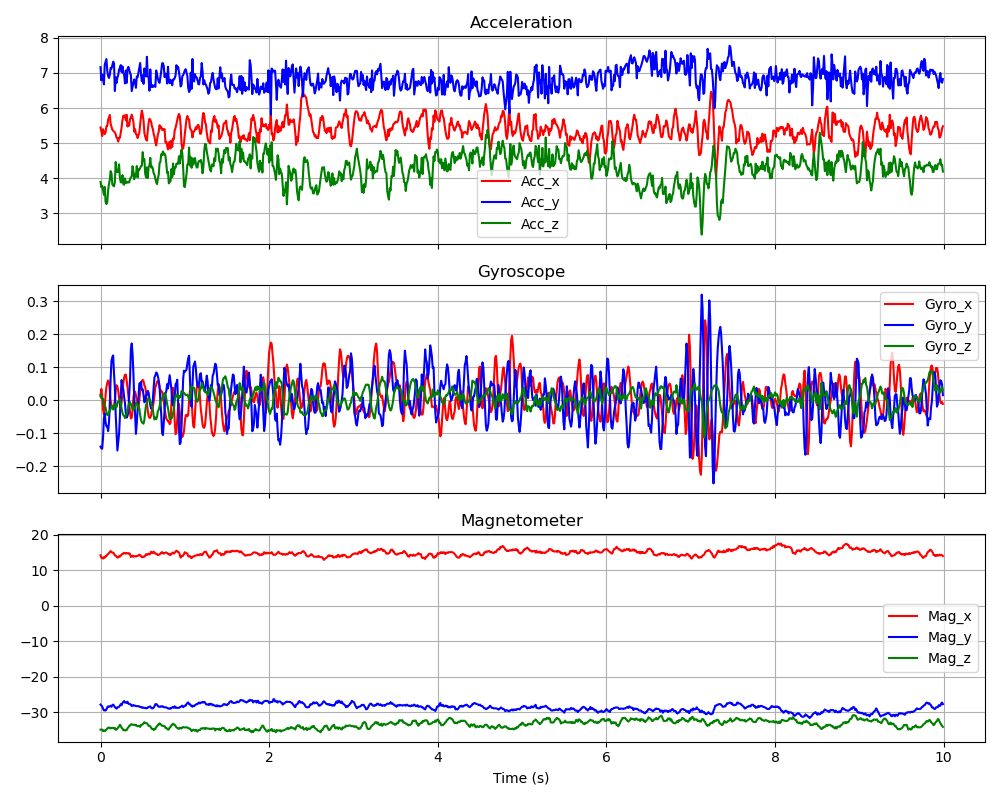 Acceleration
8
7
6
5
4
3
Acc_x
Acc_y
Acc_z
Gyroscope
0.3
0.2
0.1
0.0
−0.1
−0.2
Gyro_x
Gyro_y
Gyro_z
Magnetometer
20
10
0
−10
−20
−30
Mag_x
Mag_y
Mag_z
0 2 4 6 8 10
Time (s)